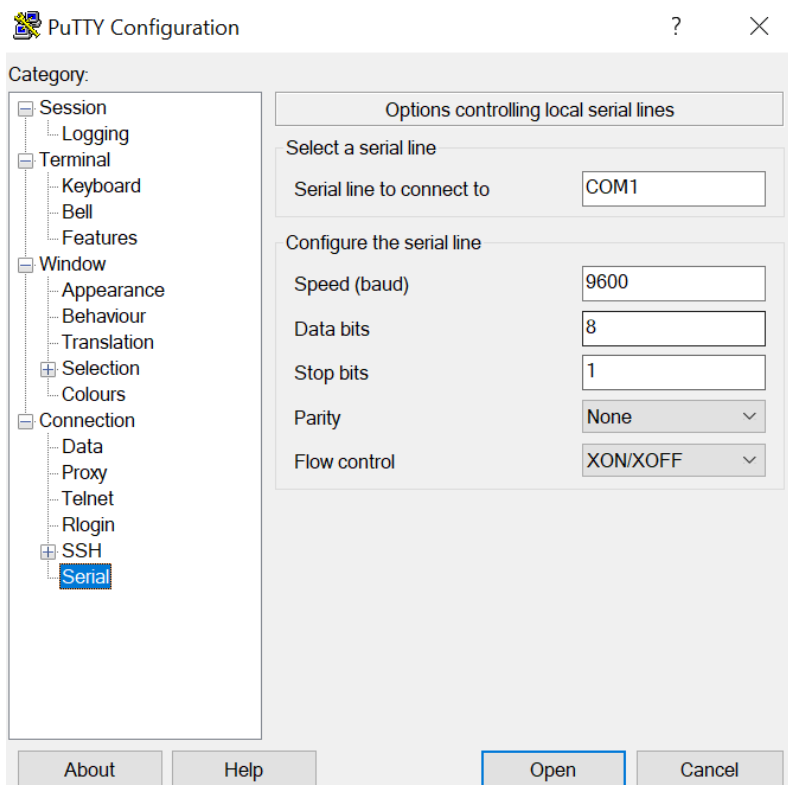 PuTTY Configuration
?
Category:
Session
Logging
Terminal
Keyboard
Bell
Features
Window
Appearance
Behaviour
Translation
Selection
Colours
Connection
Data
Proxy
Telnet
Rlogin
SSH
Serial
Options controlling local serial lines
Select a serial line
Serial line to connect to COM1
Configure the serial line
Speed (baud) 9600
Data bits 8
Stop bits 1
Parity None
Flow control XON/XOFF
About Help Open Cancel